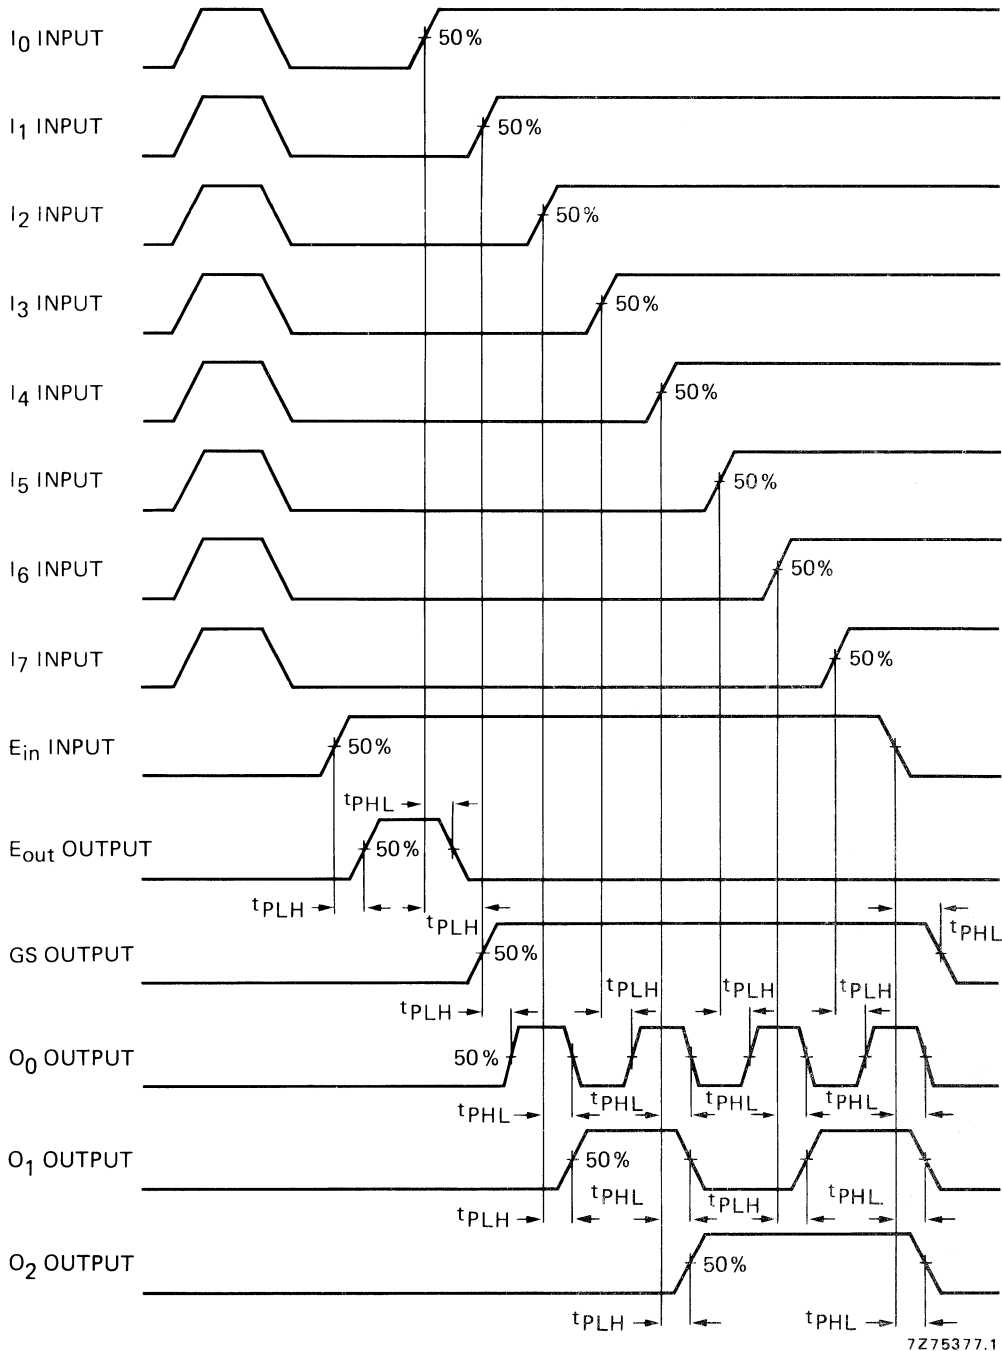 I0 INPUT
50%
I1 INPUT
50%
I2 INPUT
50%
I3 INPUT
50%
I4 INPUT
50%
I5 INPUT
50%
I6 INPUT
50%
I7 INPUT
50%
Ein INPUT
50%
tPHL
Eout OUTPUT
50%
tPLH
tPLH
tPHL
GS OUTPUT
50%
tPLH
tPLH
tPLH
tPLH
O0 OUTPUT
50%
tPHL
tPHL
tPHL
tPHL
O1 OUTPUT
50%
tPLH
tPHL
tPLH
tPHL
O2 OUTPUT
50%
tPLH
tPHL
7Z75377.1